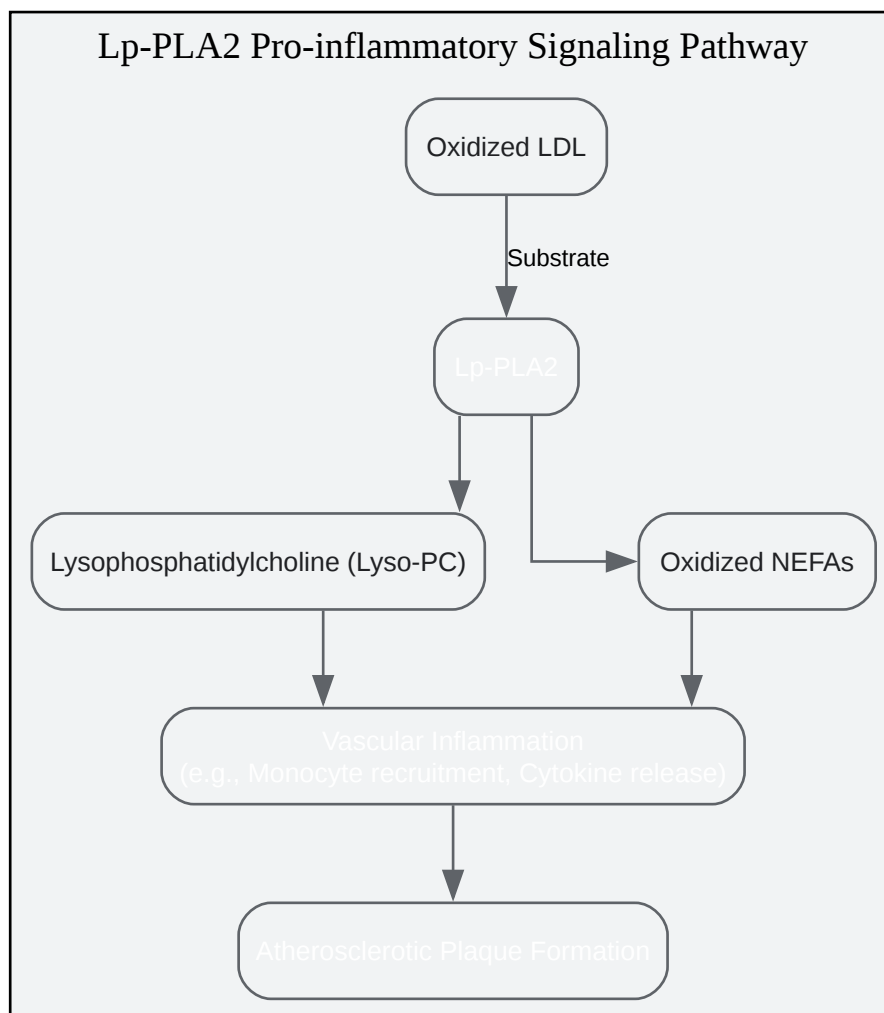 Lp-PLA2 Pro-inflammatory Signaling Pathway
Oxidized LDL
Substrate
Lp-PLA2
Lysophosphatidylcholine (Lyso-PC)
Oxidized NEFAs
Vascular Inflammation
(e.g., Monocyte recruitment, Cytokine release)
Atherosclerotic Plaque Formation